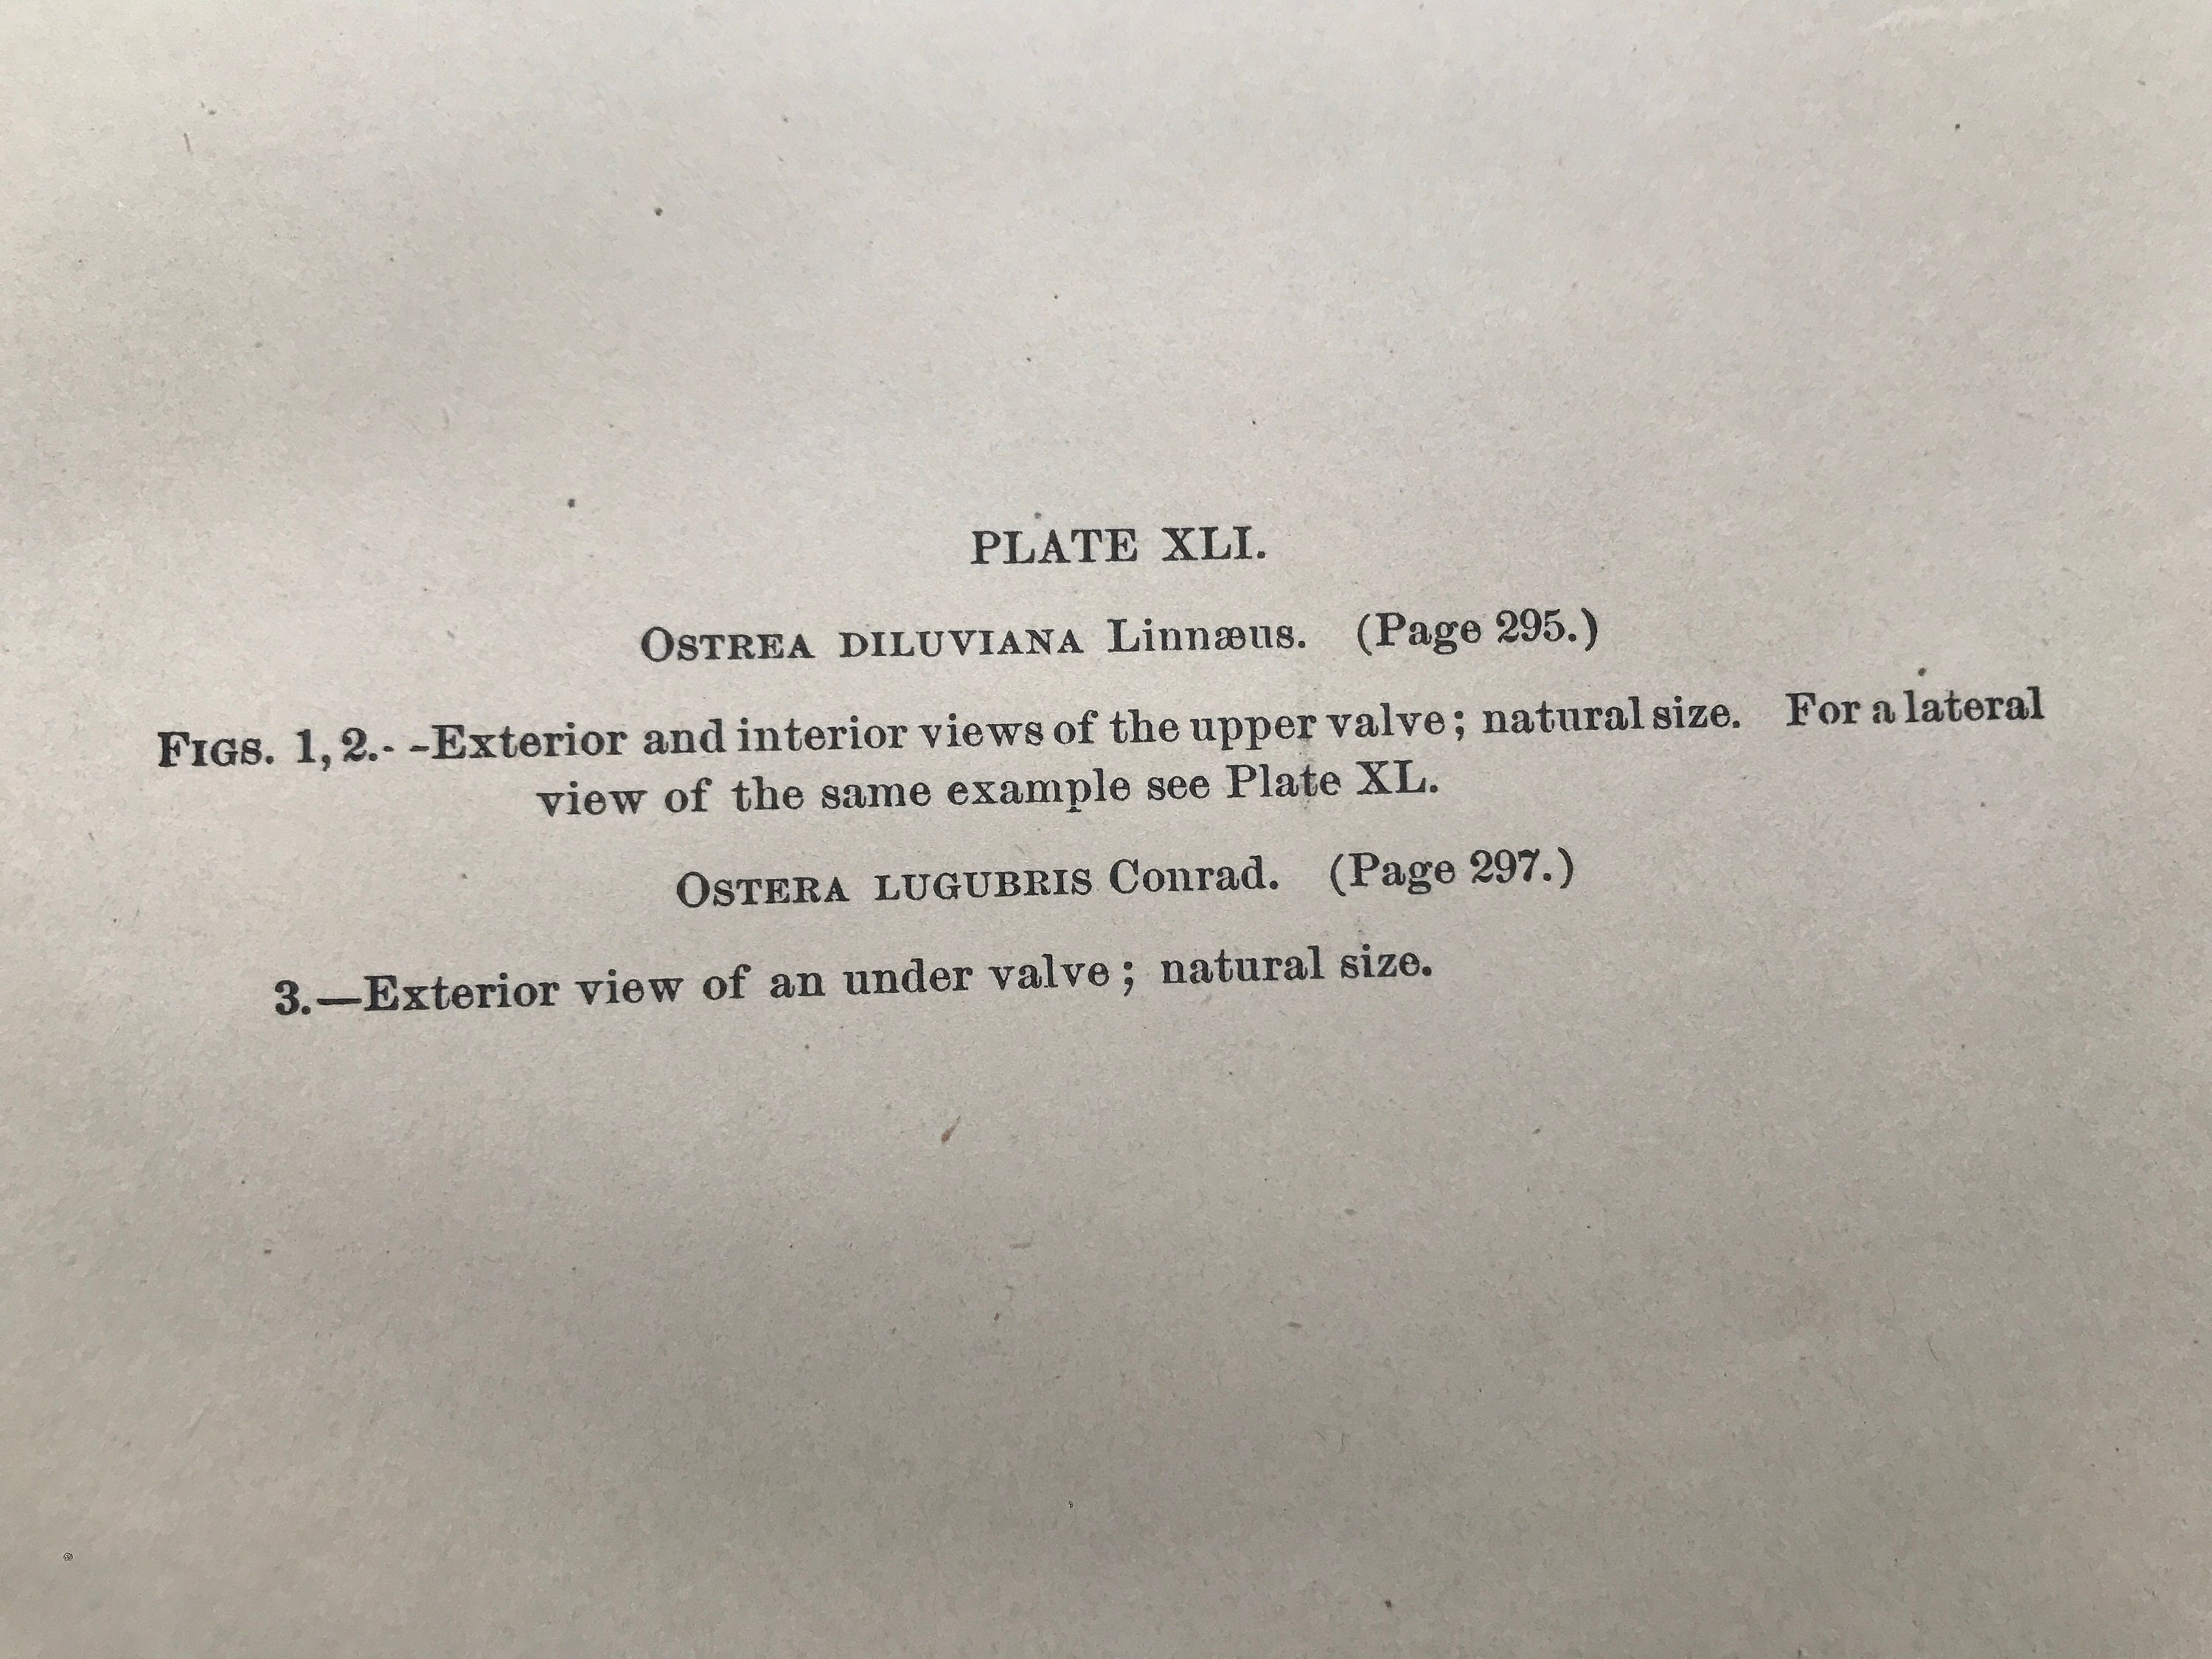 PLATE XLI.
OSTREA DILUVIANA Linnæus. (Page 295.)
FIGS. 1, 2.- -Exterior and interior views of the upper valve; natural size. For a lateral
view of the same example see Plate XL.
OSTERA LUGUBRIS Conrad. (Page 297.)
3.—Exterior view of an under valve; natural size.